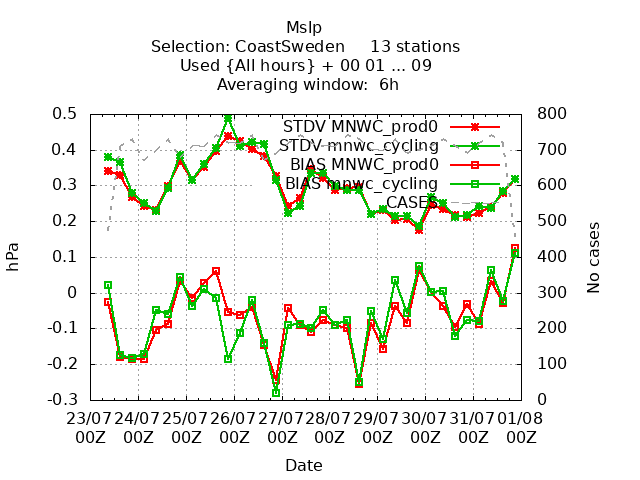 Mslp
Selection: CoastSweden     13 stations
Used {All hours} + 00 01 ... 09
Averaging window:  6h
0.5
0.4
0.3
0.2
0.1
0
-0.1
-0.2
-0.3
hPa
800
700
600
500
400
300
200
100
0
No cases
STDV MNWC_prod0
STDV mnwc_cycling
BIAS MNWC_prod0
BIAS mnwc_cycling
CASES
23/07 24/07 25/07 26/07 27/07 28/07 29/07 30/07 31/07 01/08
00Z 00Z 00Z 00Z 00Z 00Z 00Z 00Z 00Z 00Z
Date